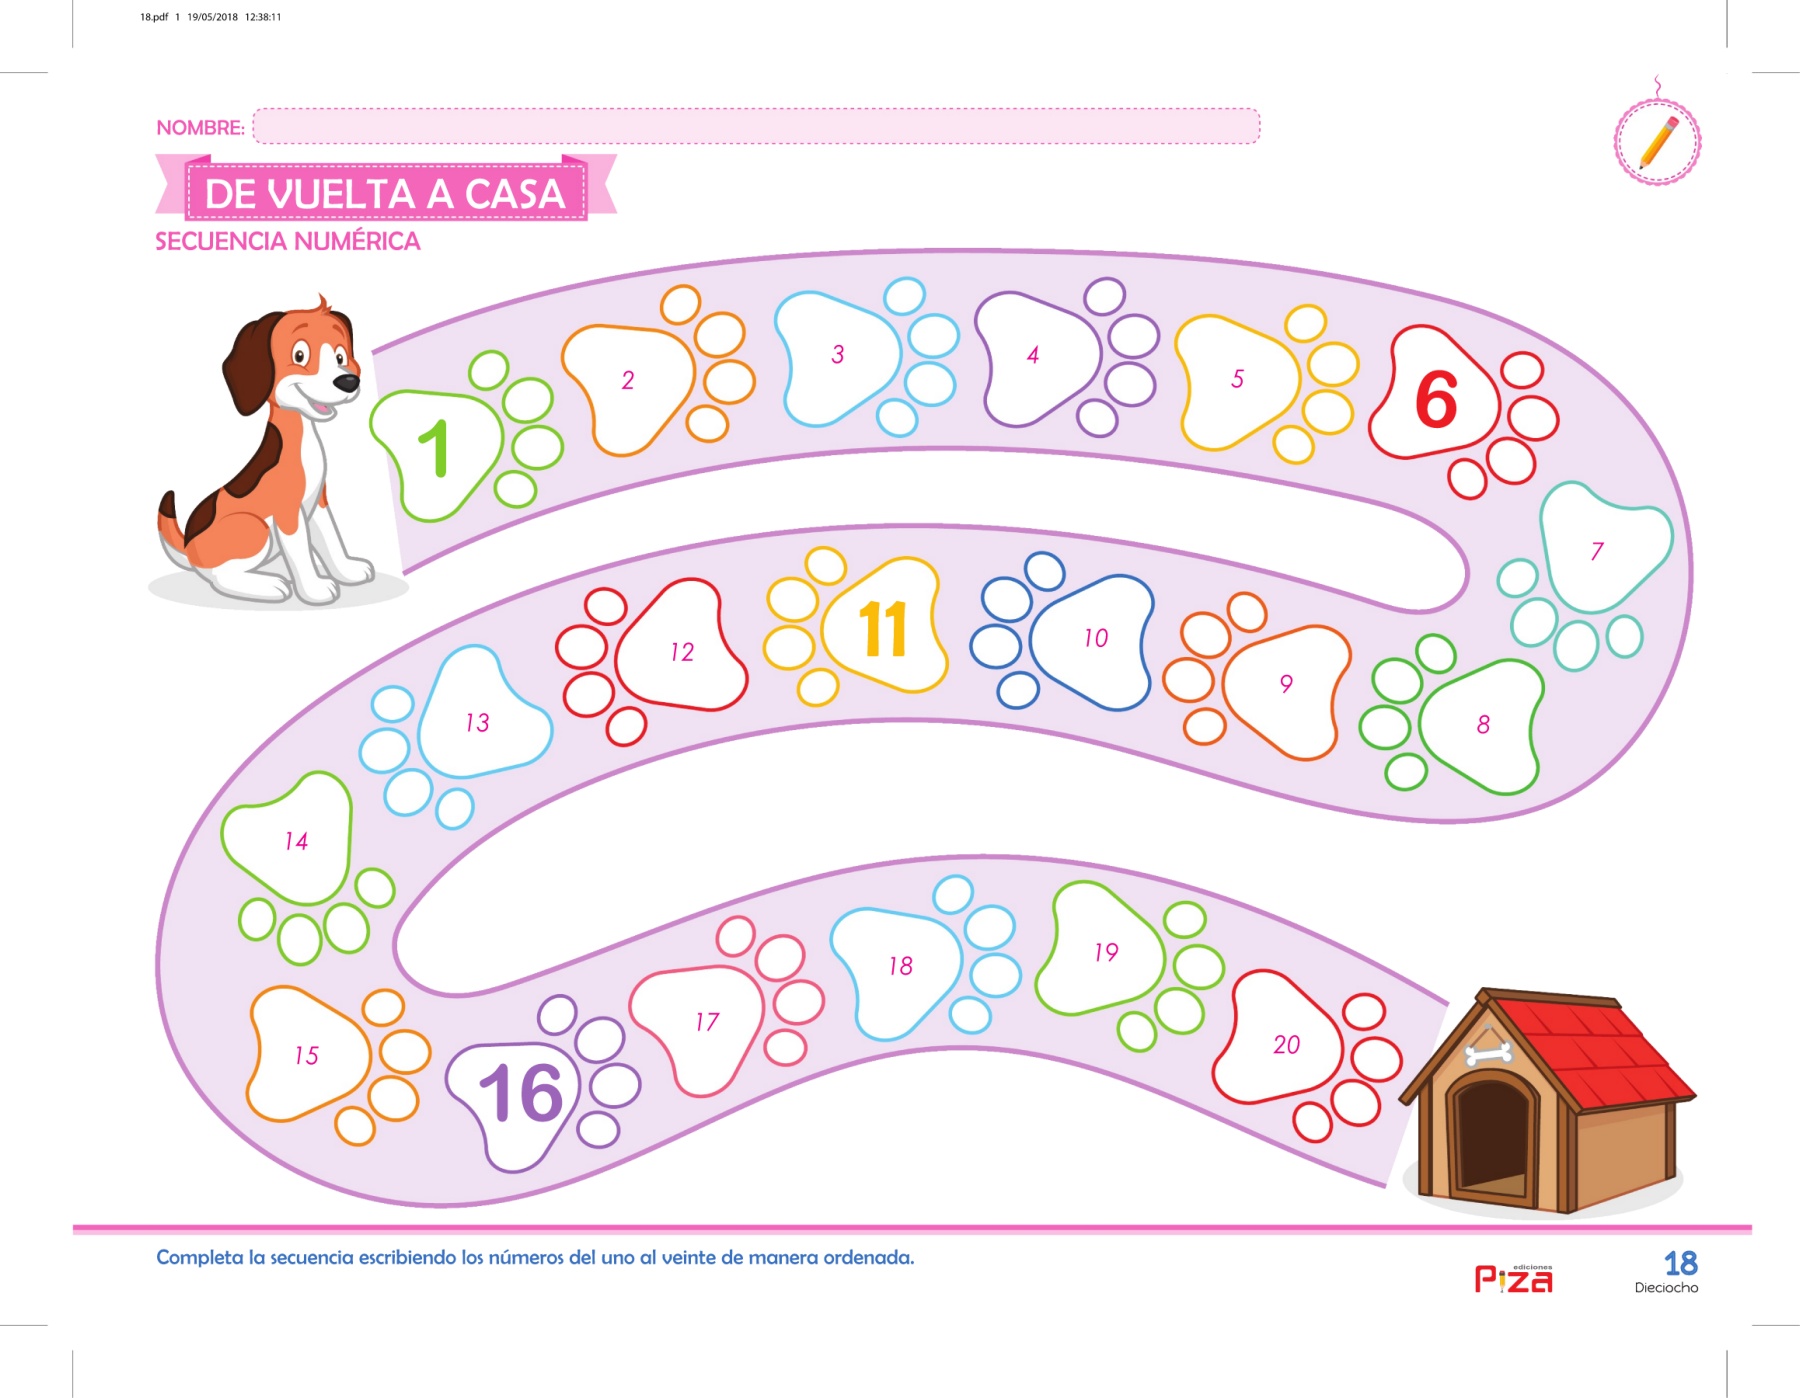 18.pdf 1 19/05/2018 12:38:11
NOMBRE:
DE VUELTA A CASA
SECUENCIA NUMÉRICA
1
2
3
4
5
6
7
8
9
10
11
12
13
14
15
16
17
18
19
20
Completa la secuencia escribiendo los números del uno al veinte de manera ordenada.
ediciones
Piza
18
Dieciocho